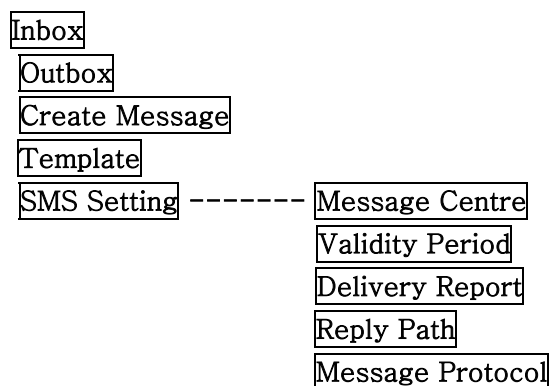 Inbox
Outbox
Create Message
Template
SMS Setting ------- Message Centre
Validity Period
Delivery Report
Reply Path
Message Protocol